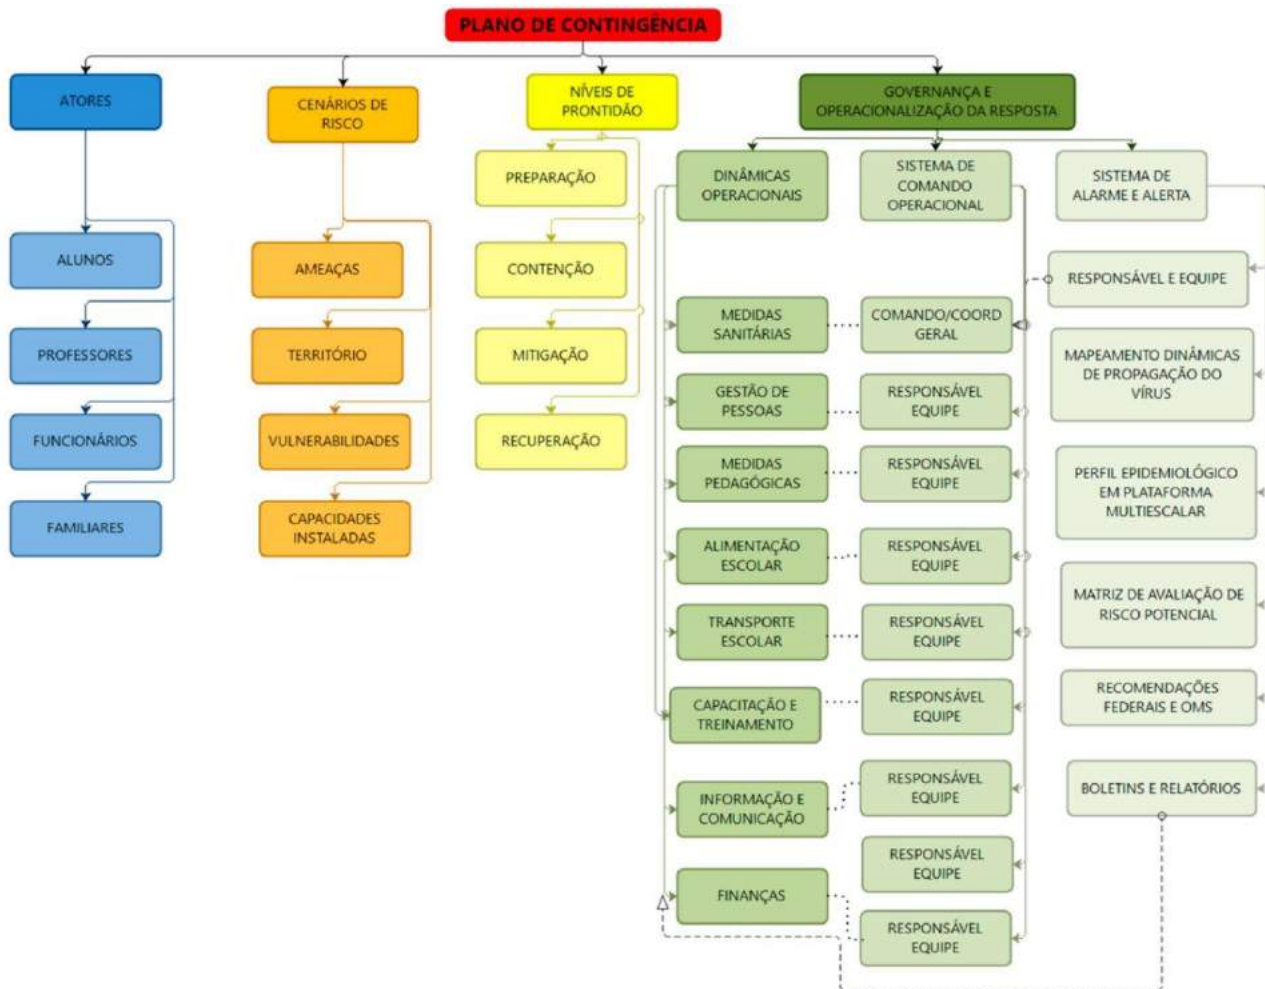 PLANO DE CONTINGÊNCIA
ATORES
ALUNOS
PROFESSORES
FUNCIONÁRIOS
FAMILIARES
CENÁRIOS DE
RISCO
AMEAÇAS
TERRITÓRIO
VULNERABILIDADES
CAPACIDADES
INSTALADAS
NÍVEIS DE
PRONTIDÃO
PREPARAÇÃO
CONTENÇÃO
MITIGAÇÃO
RECUPERAÇÃO
GOVERNANÇA E
OPERACIONALIZAÇÃO DA RESPOSTA
DINÂMICAS
OPERACIONAIS
MEDIDAS
SANITÁRIAS
GESTÃO DE
PESSOAS
MEDIDAS
PEDAGÓGICAS
ALIMENTAÇÃO
ESCOLAR
TRANSPORTE
ESCOLAR
CAPACITAÇÃO E
TREINAMENTO
INFORMAÇÃO E
COMUNICAÇÃO
FINANÇAS
SISTEMA DE
COMANDO
OPERACIONAL
COMANDO/COORD
GERAL
RESPONSÁVEL
EQUIPE
RESPONSÁVEL
EQUIPE
RESPONSÁVEL
EQUIPE
RESPONSÁVEL
EQUIPE
RESPONSÁVEL
EQUIPE
RESPONSÁVEL
EQUIPE
RESPONSÁVEL
EQUIPE
RESPONSÁVEL
EQUIPE
SISTEMA DE
ALARME E ALERTA
RESPONSÁVEL E EQUIPE
MAPEAMENTO DINÂMICAS
DE PROPAGAÇÃO DO
VÍRUS
PERFIL EPIDEMIOLÓGICO
EM PLATAFORMA
MULTIESCALAR
MATRIZ DE AVALIAÇÃO DE
RISCO POTENCIAL
RECOMENDAÇÕES
FEDERAIS E OMS
BOLETINS E RELATÓRIOS